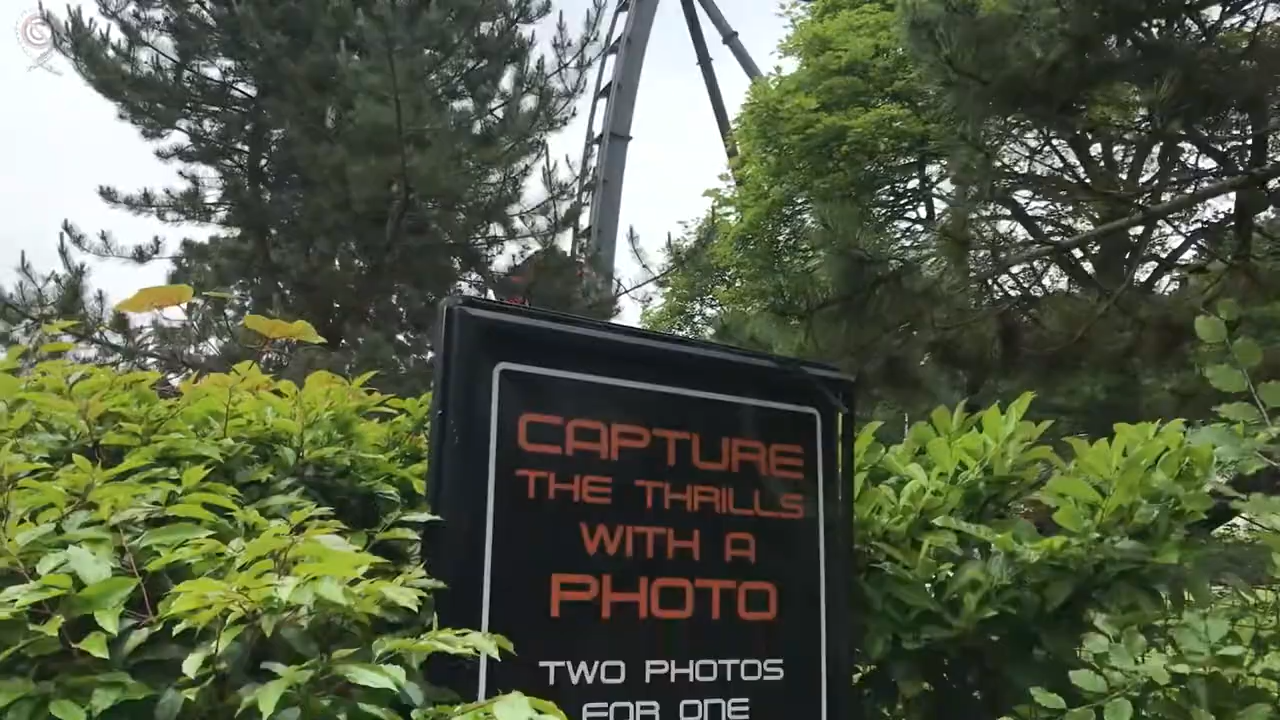 CAPTURE
THE THRILLS
WITH A
PHOTO
TWO PHOTOS
FOR ONE